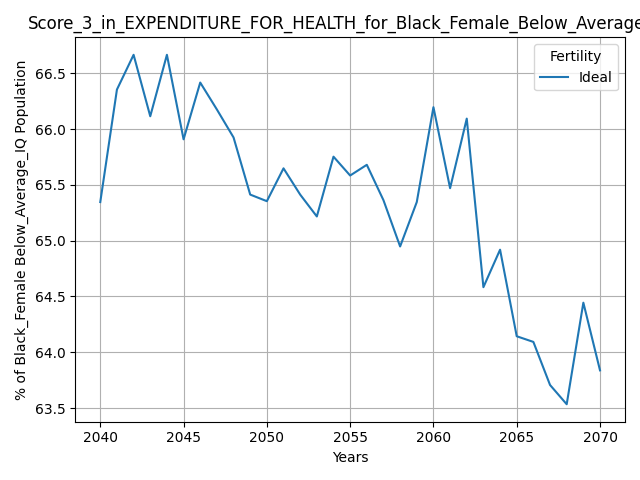 Score_3_in_EXPENDITURE_FOR_HEALTH_for_Black_Female_Below_Average
Fertility
Ideal
% of Black_Female Below_Average_IQ Population
66.5
66.0
65.5
65.0
64.5
64.0
63.5
2040 2045 2050 2055 2060 2065 2070
Years